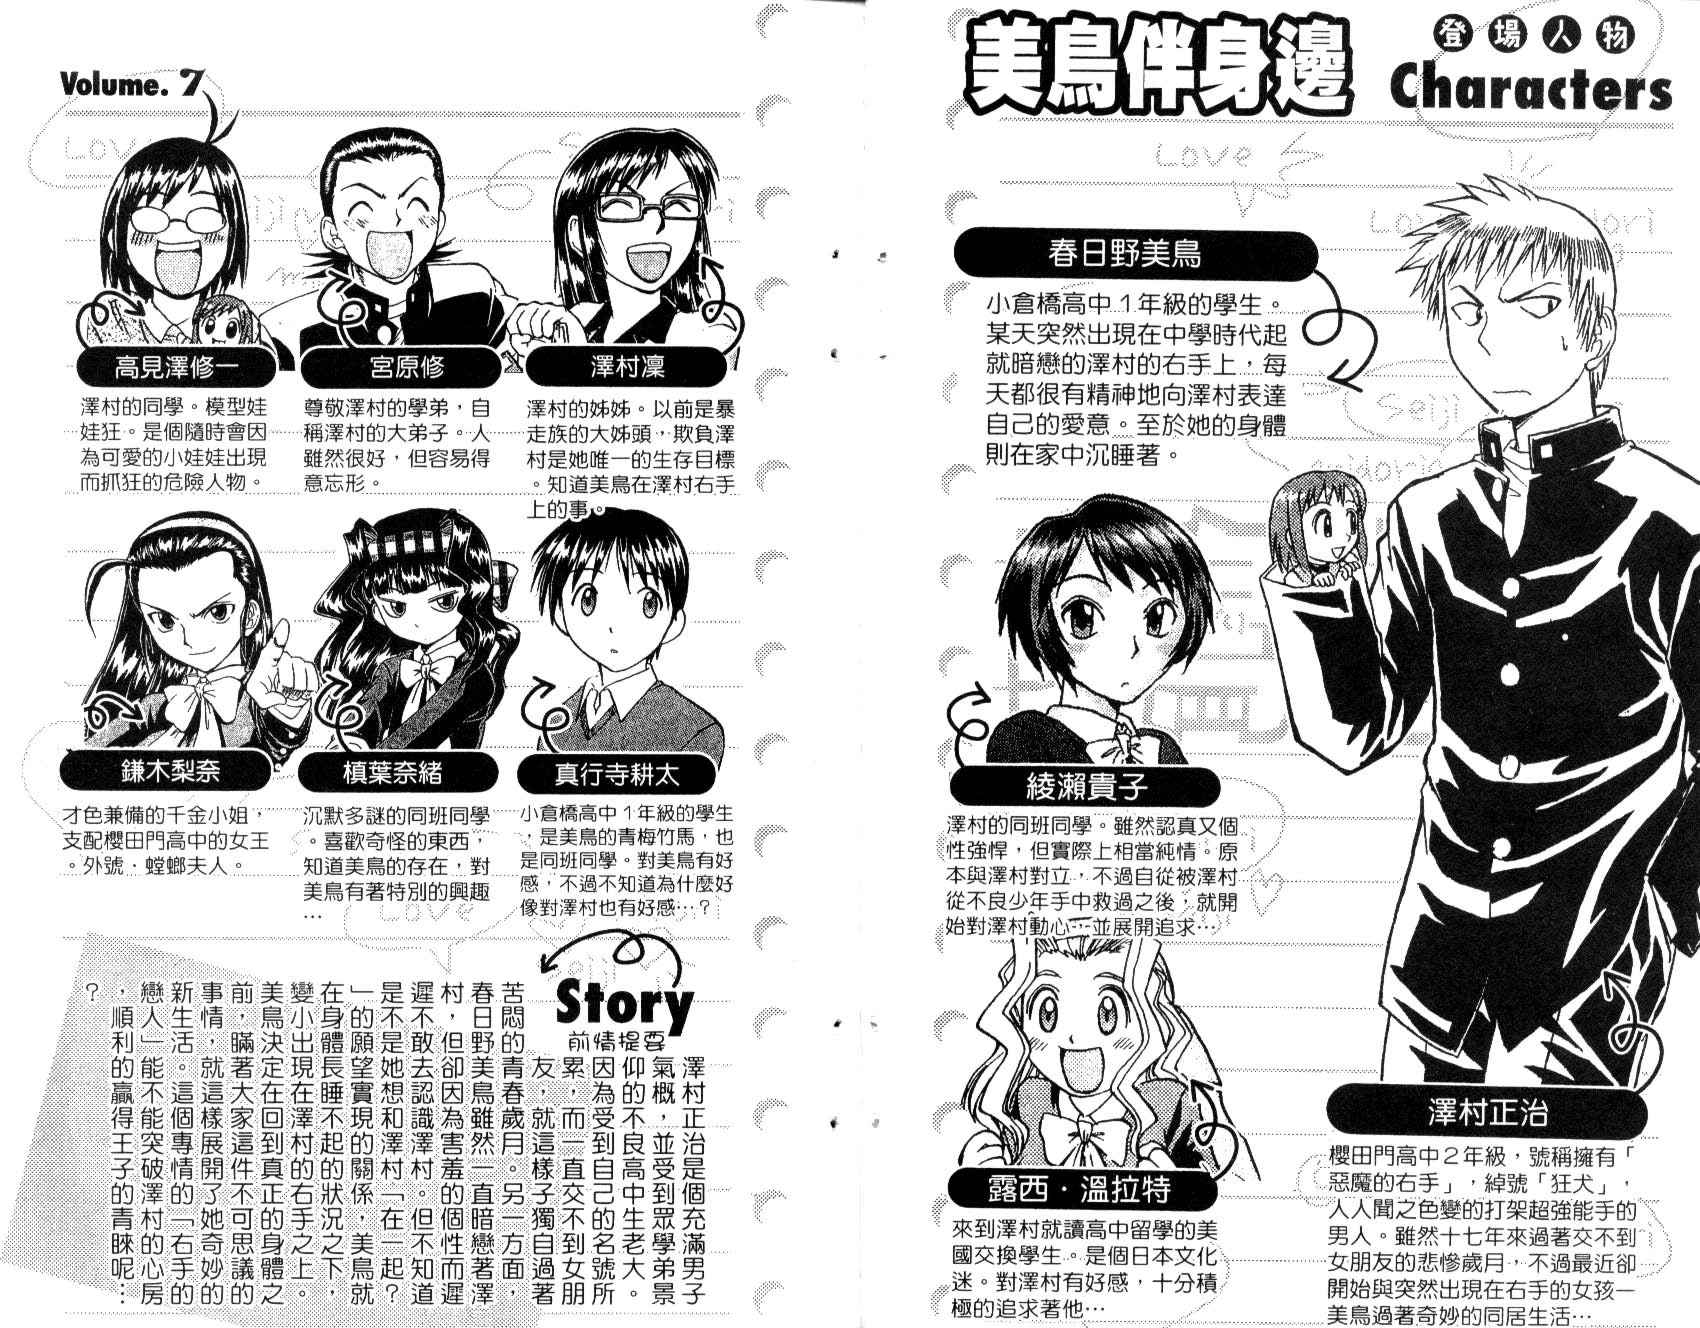 美鳥伴身邊
登場人物
Characters
Love
春日野美鳥
小倉橋高中1年級的學生。
某天突然出現在中學時代起
就暗戀的澤村的右手上，每
天都很有精神地向澤村表達
自己的愛意。至於她的身體
則在家中沉睡著。
Seiji
綾瀨貴子
澤村的同班同學。雖然認真又個
性強悍，但實際上相當純情。原
本與澤村對立，不過自從被澤村
從不良少年手中救過之後，就開
始對澤村動心…並展開追求…
露西．溫拉特
來到澤村就讀高中留學的美
國交換學生。是個日本文化
迷。對澤村有好感，十分積
極的追求著他…
澤村正治
櫻田門高中2年級，號稱擁有「
惡魔的右手」，綽號「狂犬」，
人人聞之色變的打架超強能手的
男人。雖然十七年來過著交不到
女朋友的悲慘歲月，不過最近卻
開始與突然出現在右手的女孩—
美鳥過著奇妙的同居生活…
Volume. 7
高見澤修一
澤村的同學。模型娃
娃狂。是個隨時會因
為可愛的小娃娃出現
而抓狂的危險人物。
宮原修
尊敬澤村的學弟，自
稱澤村的大弟子。人
雖然很好，但容易得
意忘形。
澤村凜
澤村的姊姊。以前是暴
走族的大姊頭，欺負澤
村是她唯一的生存目標
。知道美鳥在澤村右手
上的事。
鎌木梨奈
才色兼備的千金小姐，
支配櫻田門高中的女王
。外號．螳螂夫人。
槙葉奈緒
沉默多謎的同班同學
。喜歡奇怪的東西，
知道美鳥的存在，對
美鳥有著特別的興趣
…
真行寺耕太
小倉橋高中1年級的學生
，是美鳥的青梅竹馬，也
是同班同學。對美鳥有好
感，不過不知道為什麼好
像對澤村也有好感…？
Love
Story
前情提要
澤村正治是個充滿男子
氣概，並受到眾學弟景
仰的不良高中生老大。
因為受到自己的名號所
累，而一直交不到女朋
友，就這樣子獨自過著
苦悶的青春歲月。另一方面，
春日野美鳥雖然一直暗戀著澤
村，但卻因為害羞的個性而遲
遲不敢去認識澤村。但不知道
是不是她想和澤村「在一起？
」的願望實現的關係，美鳥就
在身體長睡不起的狀況之下，
變小出現在澤村的右手之上。
美鳥決定在回到真正的身體之
前，瞞著大家這件不可思議的
事情，就這樣展開了她奇妙的
新生活。這個專情的「右手的
戀人」能不能突破澤村的心房
，順利的贏得王子的青睞呢…
？